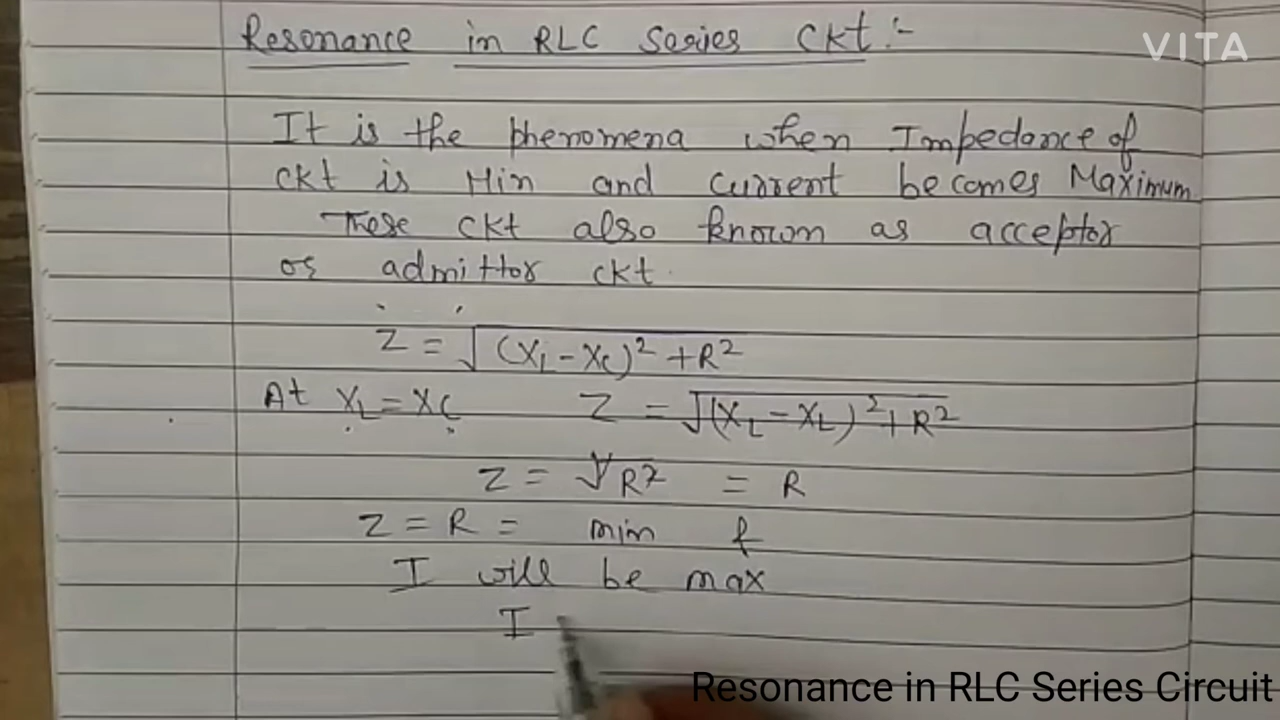 Resonance in RLC Series Ckt :-
VITA
It is the phenomena when Impedance of
Ckt is Min and current becomes Maximum
These ckt also known as acceptor
or admittor ckt.
Z = √(XL-XC)² + R²
At XL = XC Z = √(XL - XL)² + R²
Z = √R² = R
Z = R = min &
I will be max
I
Resonance in RLC Series Circuit